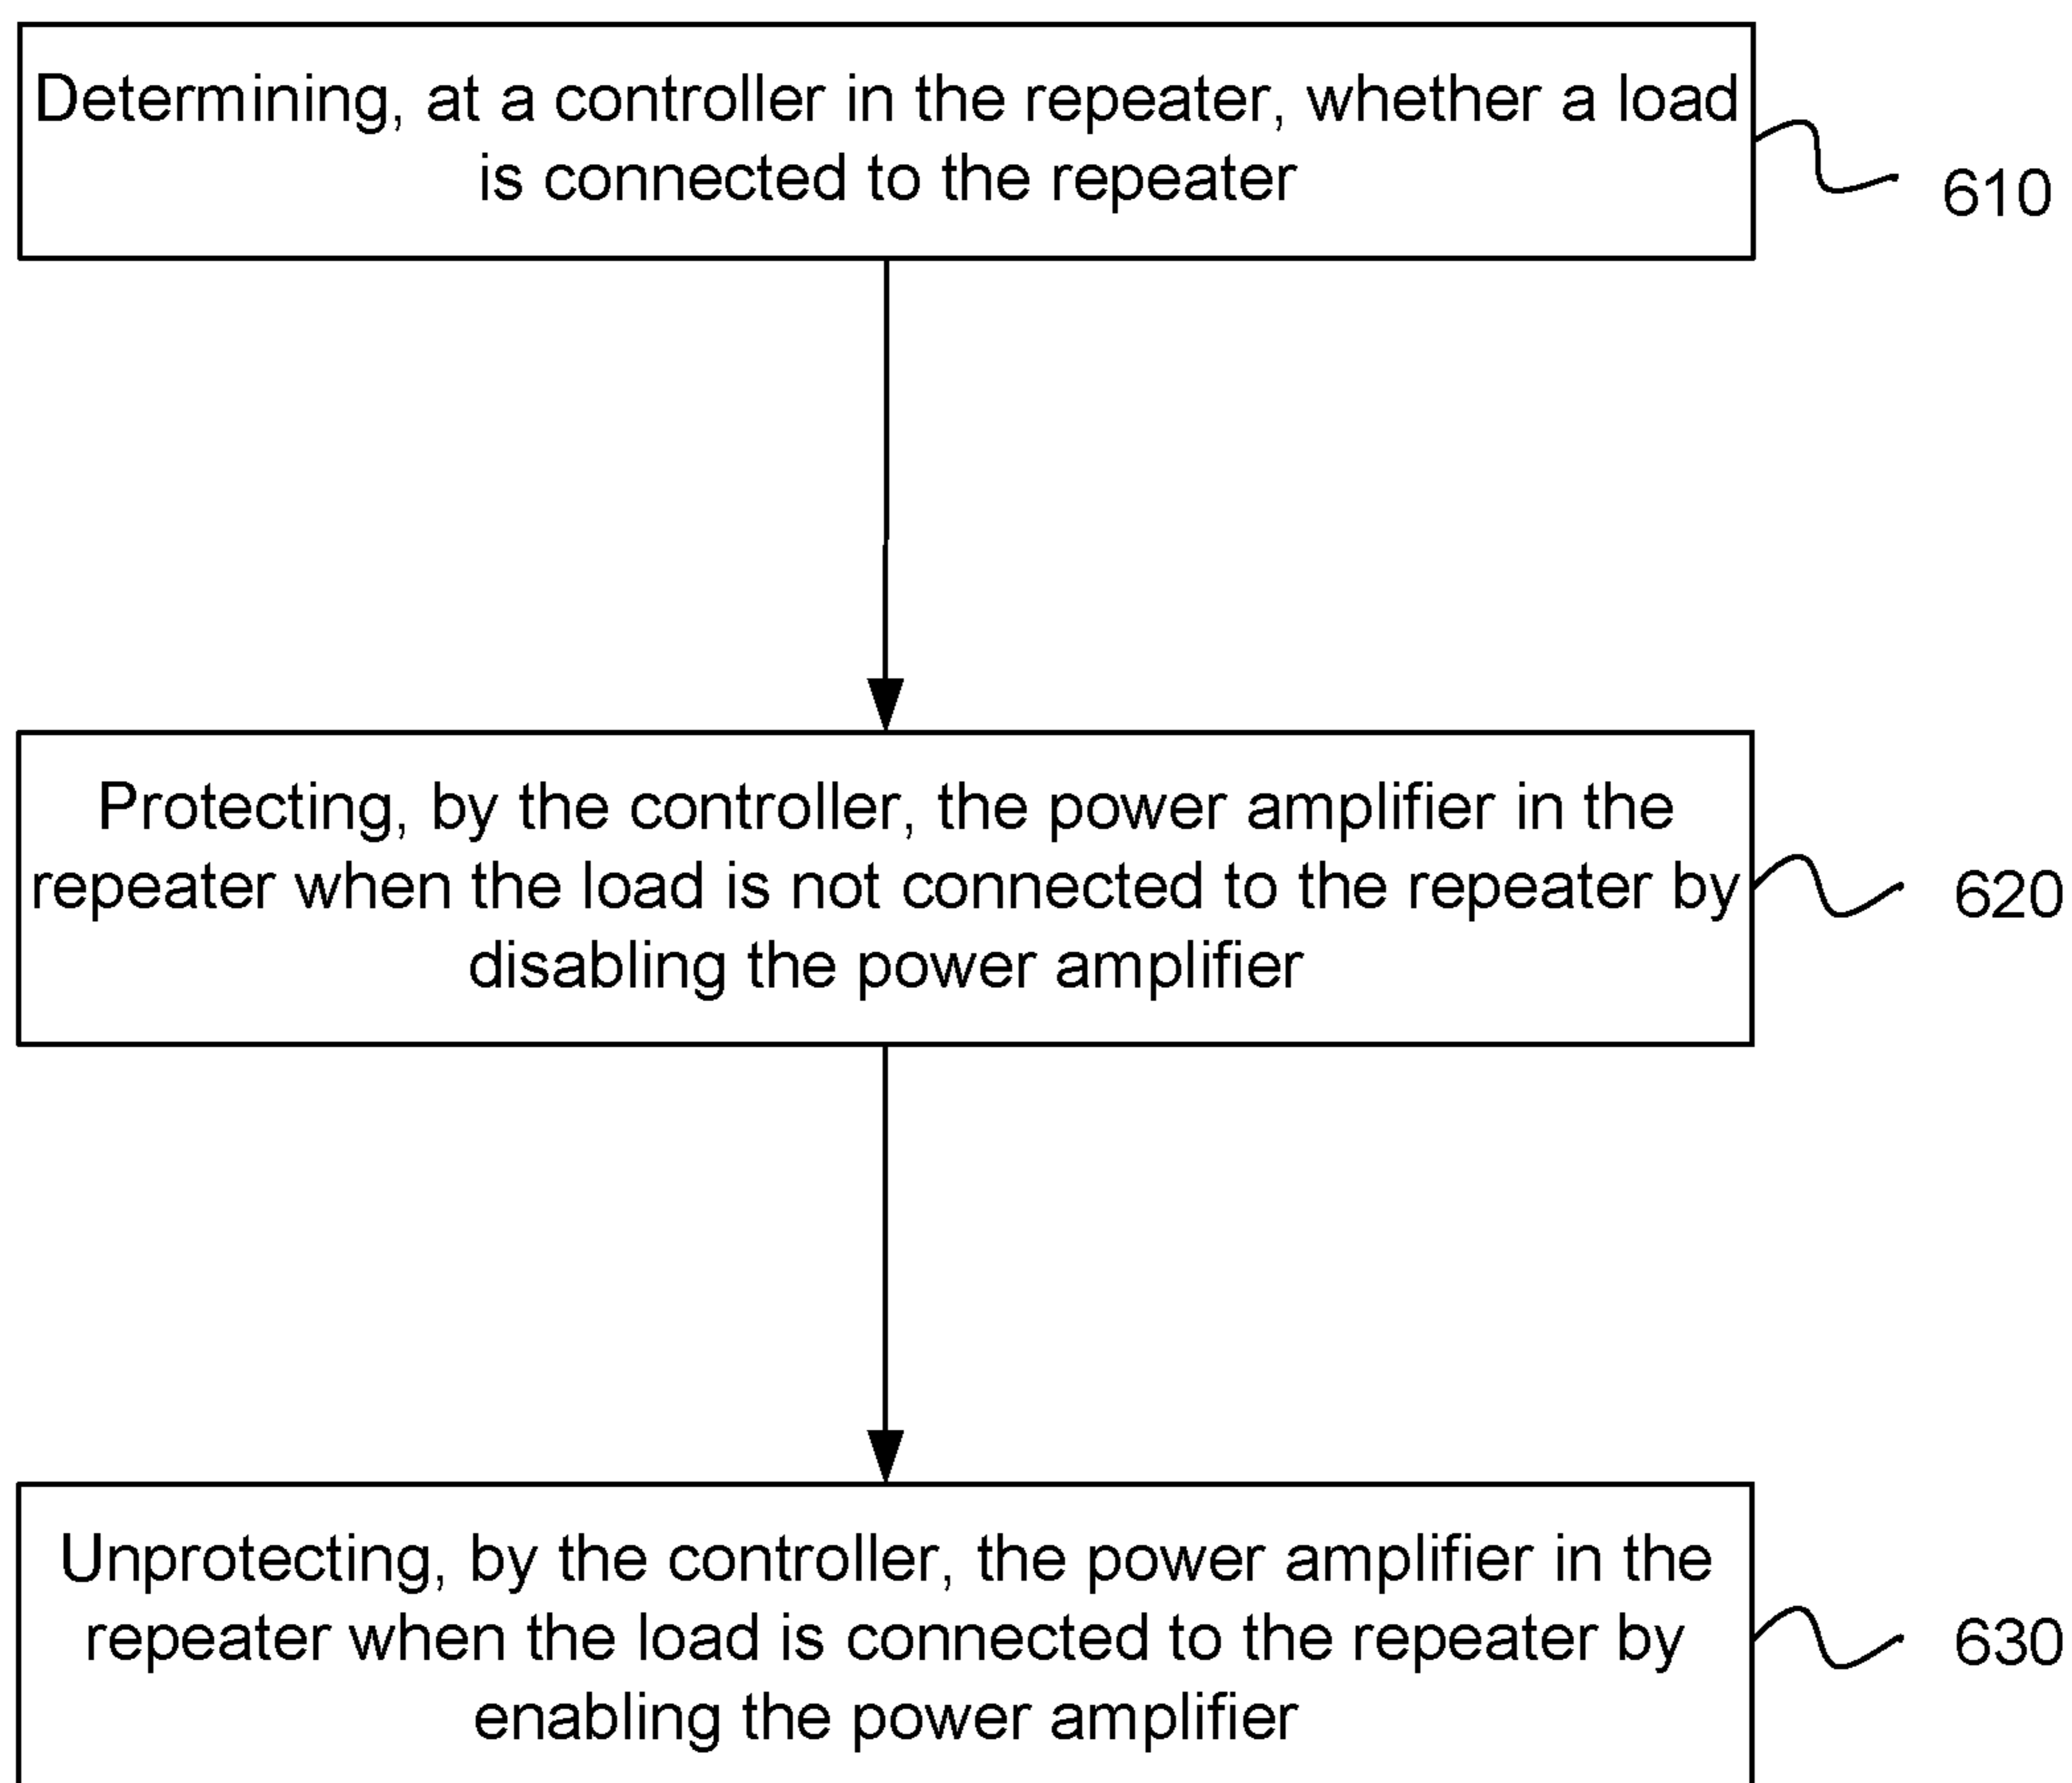 Determining, at a controller in the repeater, whether a load
is connected to the repeater
610
Protecting, by the controller, the power amplifier in the
repeater when the load is not connected to the repeater by
disabling the power amplifier
620
Unprotecting, by the controller, the power amplifier in the
repeater when the load is connected to the repeater by
enabling the power amplifier
630